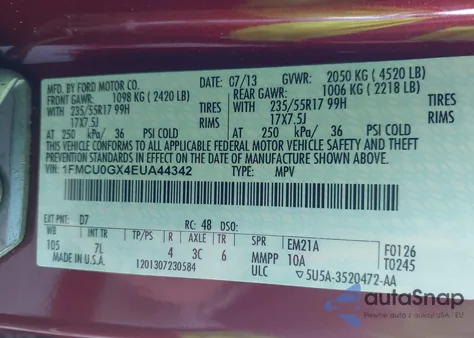 MFD. BY FORD MOTOR CO. 07/13 GVWR: 2050 KG (4520 LB)
FRONT GAWR: 1098 KG (2420 LB) REAR GAWR: 1006 KG (2218 LB)
WITH 235/55R17 99H TIRES WITH 235/55R17 99H TIRES
17X7.5J RIMS 17X7.5J RIMS
AT 250 kPa/ 36 PSI COLD AT 250 kPa/ 36 PSI COLD
THIS VEHICLE CONFORMS TO ALL APPLICABLE FEDERAL MOTOR VEHICLE SAFETY, BUMPER, AND
THEFT PREVENTION STANDARDS IN EFFECT ON THE DATE OF MANUFACTURE SHOWN ABOVE.
VIN: 1FMCU0GX4EUA44342 TYPE: MPV
EXT PNT: D7 RC: 48 DSO:
WB INT TR TP/PS R AXLE TR SPR EM21A F0126
105 7L 4 3C 6 MMPP 10A T0245
MADE IN U.S.A. ULC ▽5U5A-3520472-AA
1201307230584
autoSnap
Pewne auto z USA i EU